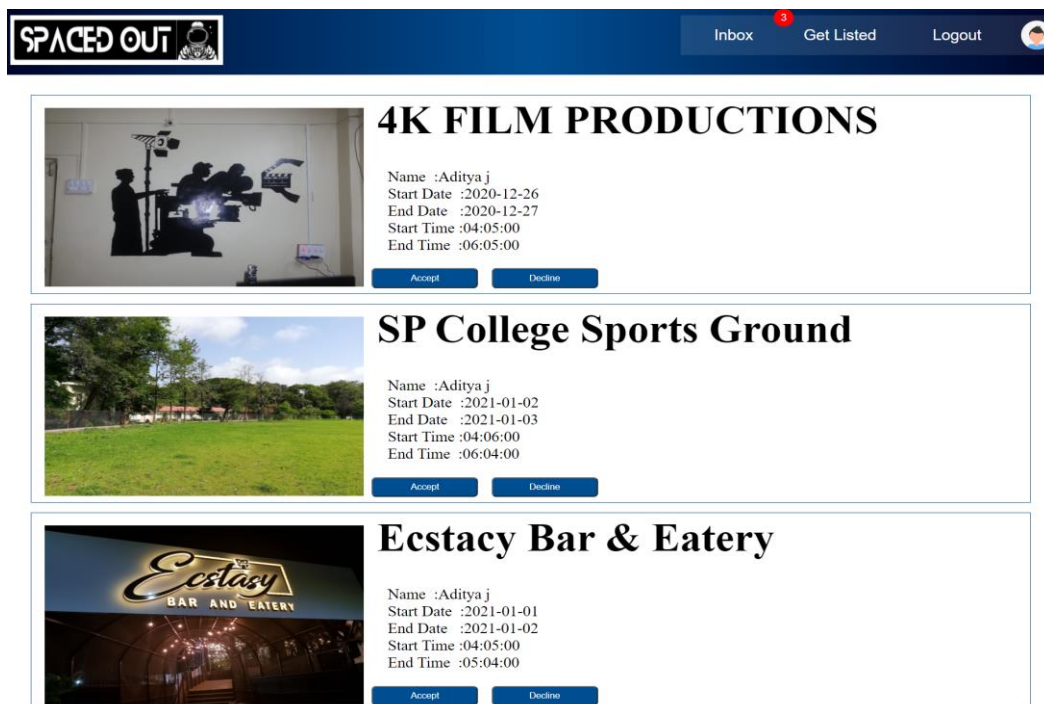 SPACED OUT
Inbox
3
Get Listed
Logout
4K FILM PRODUCTIONS
Name :Aditya j
Start Date :2020-12-26
End Date :2020-12-27
Start Time :04:05:00
End Time :06:05:00
Accept
Decline
SP College Sports Ground
Name :Aditya j
Start Date :2021-01-02
End Date :2021-01-03
Start Time :04:06:00
End Time :06:04:00
Accept
Decline
Ecstasy
BAR AND EATERY
Ecstacy Bar & Eatery
Name :Aditya j
Start Date :2021-01-01
End Date :2021-01-02
Start Time :04:05:00
End Time :05:04:00
Accept
Decline